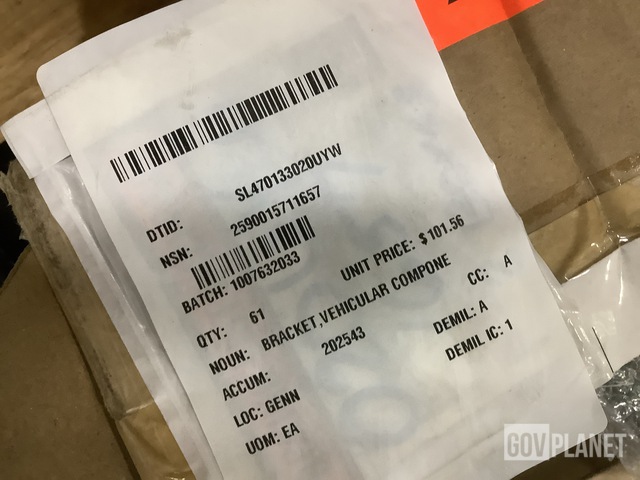 DTID: SL470133020UYW
NSN: 2590015711657
BATCH: 1007632033
QTY: 61 UNIT PRICE: $101.56
NOUN: BRACKET,VEHICULAR COMPONE CC: A
ACCUM: 202543 DEMIL: A
LOC: GENN DEMIL IC: 1
UOM: EA
GOVPLANET